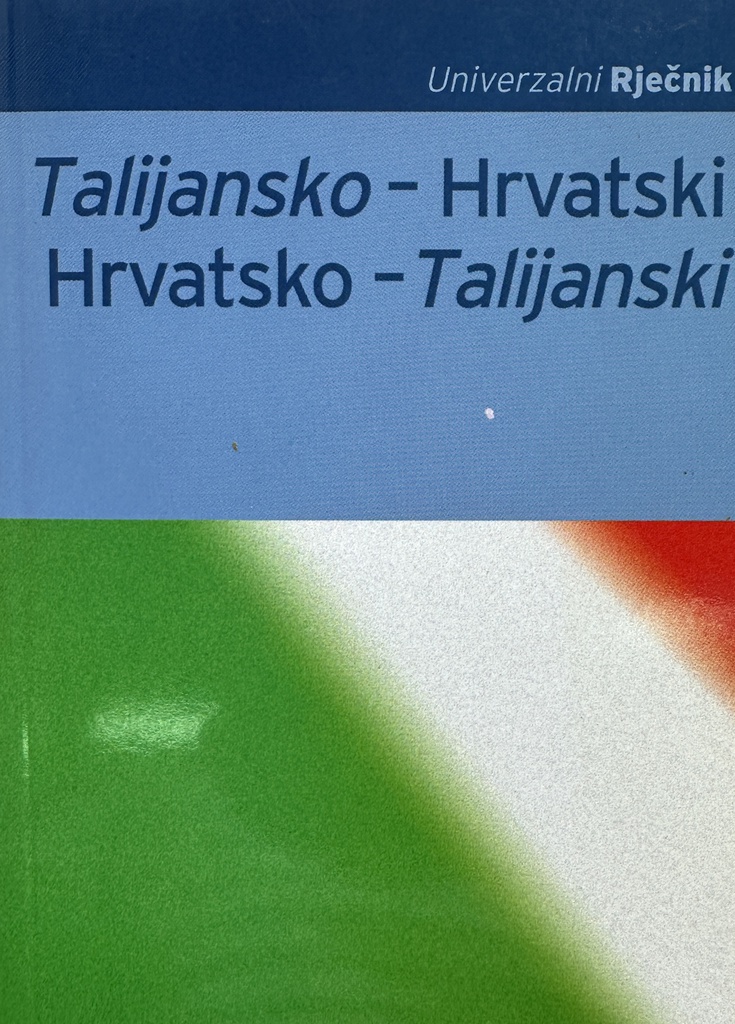 Univerzalni Rječnik
Talijansko – Hrvatski
Hrvatsko – Talijanski